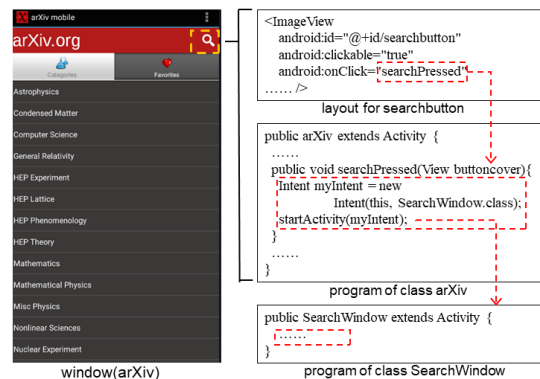 arXiv mobile
arXiv.org
Categories
Favorites
Astrophysics
Condensed Matter
Computer Science
General Relativity
HEP Experiment
HEP Lattice
HEP Phenomenology
HEP Theory
Mathematics
Mathematical Physics
Misc Physics
Nonlinear Sciences
Nuclear Experiment
window(arXiv)
<ImageView
android:id="@+id/searchbutton"
android:clickable="true"
android:onClick="searchPressed"
...... />
layout for searchbutton
public arXiv extends Activity {
......
public void searchPressed(View buttoncover){
Intent myIntent = new
Intent(this, SearchWindow.class);
startActivity(myIntent);
}
......
}
program of class arXiv
public SearchWindow extends Activity {
......
}
program of class SearchWindow